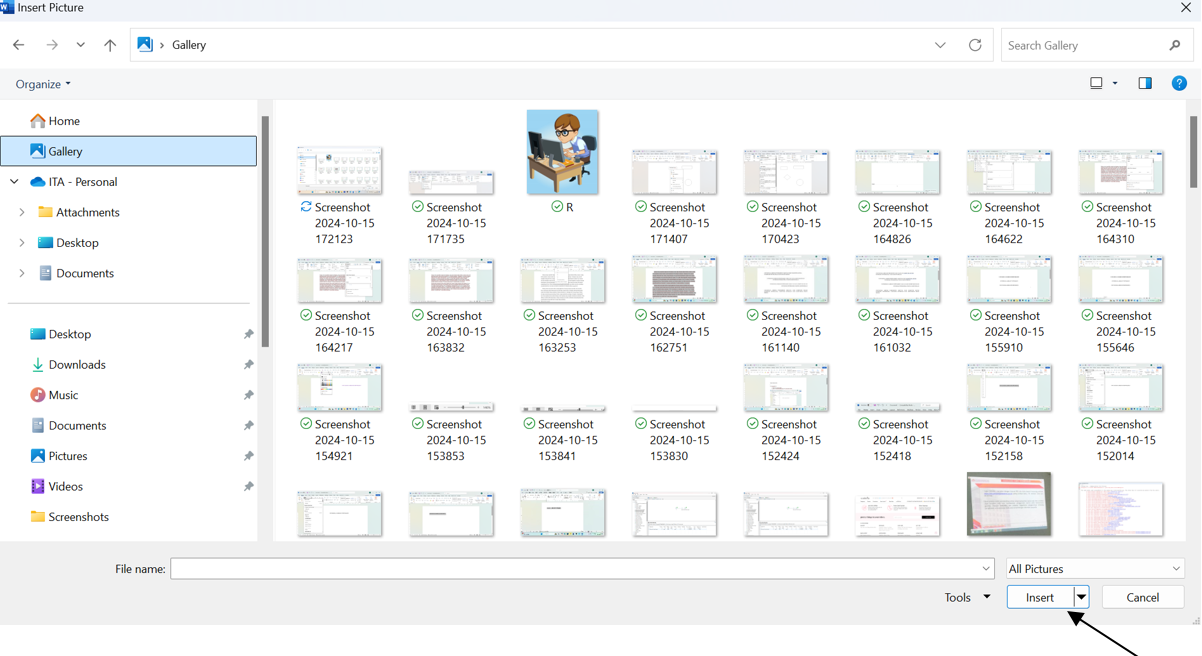 Insert Picture
Gallery
Search Gallery
Organize
Home
Gallery
ITA - Personal
Attachments
Desktop
Documents
Desktop
Downloads
Music
Documents
Pictures
Videos
Screenshots
Screenshot 2024-10-15 172123
Screenshot 2024-10-15 171735
R
Screenshot 2024-10-15 171407
Screenshot 2024-10-15 170423
Screenshot 2024-10-15 164826
Screenshot 2024-10-15 164622
Screenshot 2024-10-15 164310
Screenshot 2024-10-15 164217
Screenshot 2024-10-15 163832
Screenshot 2024-10-15 163253
Screenshot 2024-10-15 162751
Screenshot 2024-10-15 161140
Screenshot 2024-10-15 161032
Screenshot 2024-10-15 155910
Screenshot 2024-10-15 155646
Screenshot 2024-10-15 154921
Screenshot 2024-10-15 153853
Screenshot 2024-10-15 153841
Screenshot 2024-10-15 153830
Screenshot 2024-10-15 152424
Screenshot 2024-10-15 152418
Screenshot 2024-10-15 152158
Screenshot 2024-10-15 152014
File name:
All Pictures
Tools
Insert
Cancel